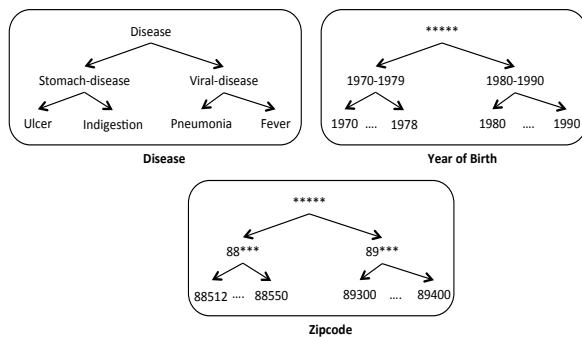 Disease
Stomach-disease Viral-disease
Ulcer Indigestion Pneumonia Fever
Disease
*****
1970-1979 1980-1990
1970 .... 1978 1980 .... 1990
Year of Birth
*****
88*** 89***
88512 .... 88550 89300 .... 89400
Zipcode